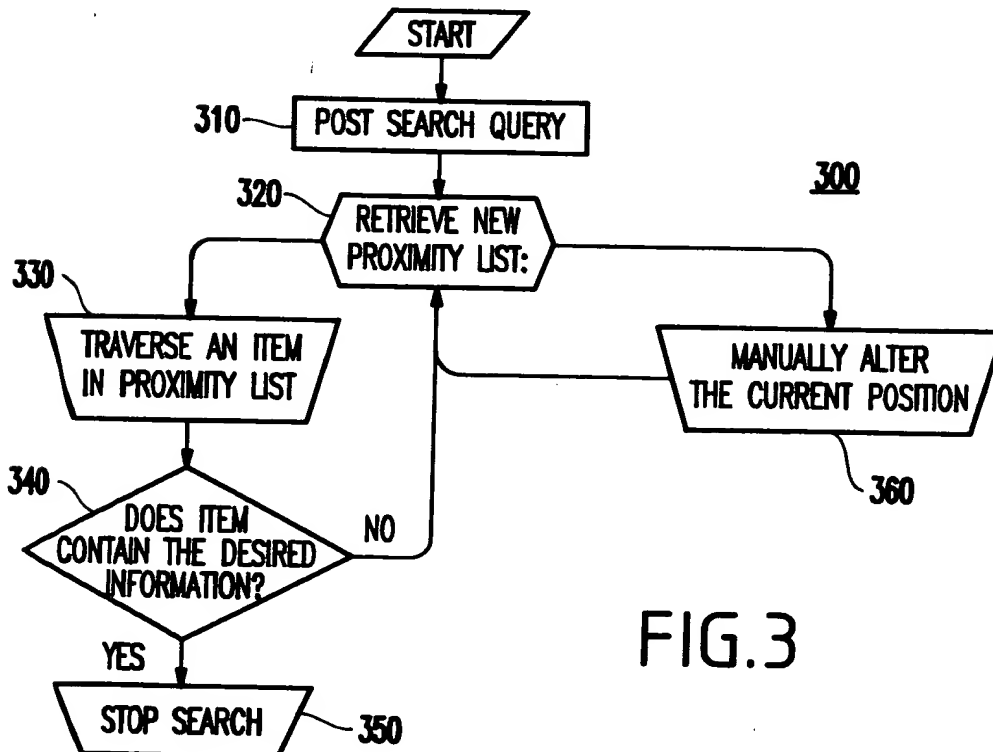 START
310
POST SEARCH QUERY
320
300
RETRIEVE NEW
PROXIMITY LIST:
330
TRAVERSE AN ITEM
IN PROXIMITY LIST
MANUALLY ALTER
THE CURRENT POSITION
360
340
DOES ITEM
CONTAIN THE DESIRED
INFORMATION?
NO
YES
STOP SEARCH
350
FIG.3